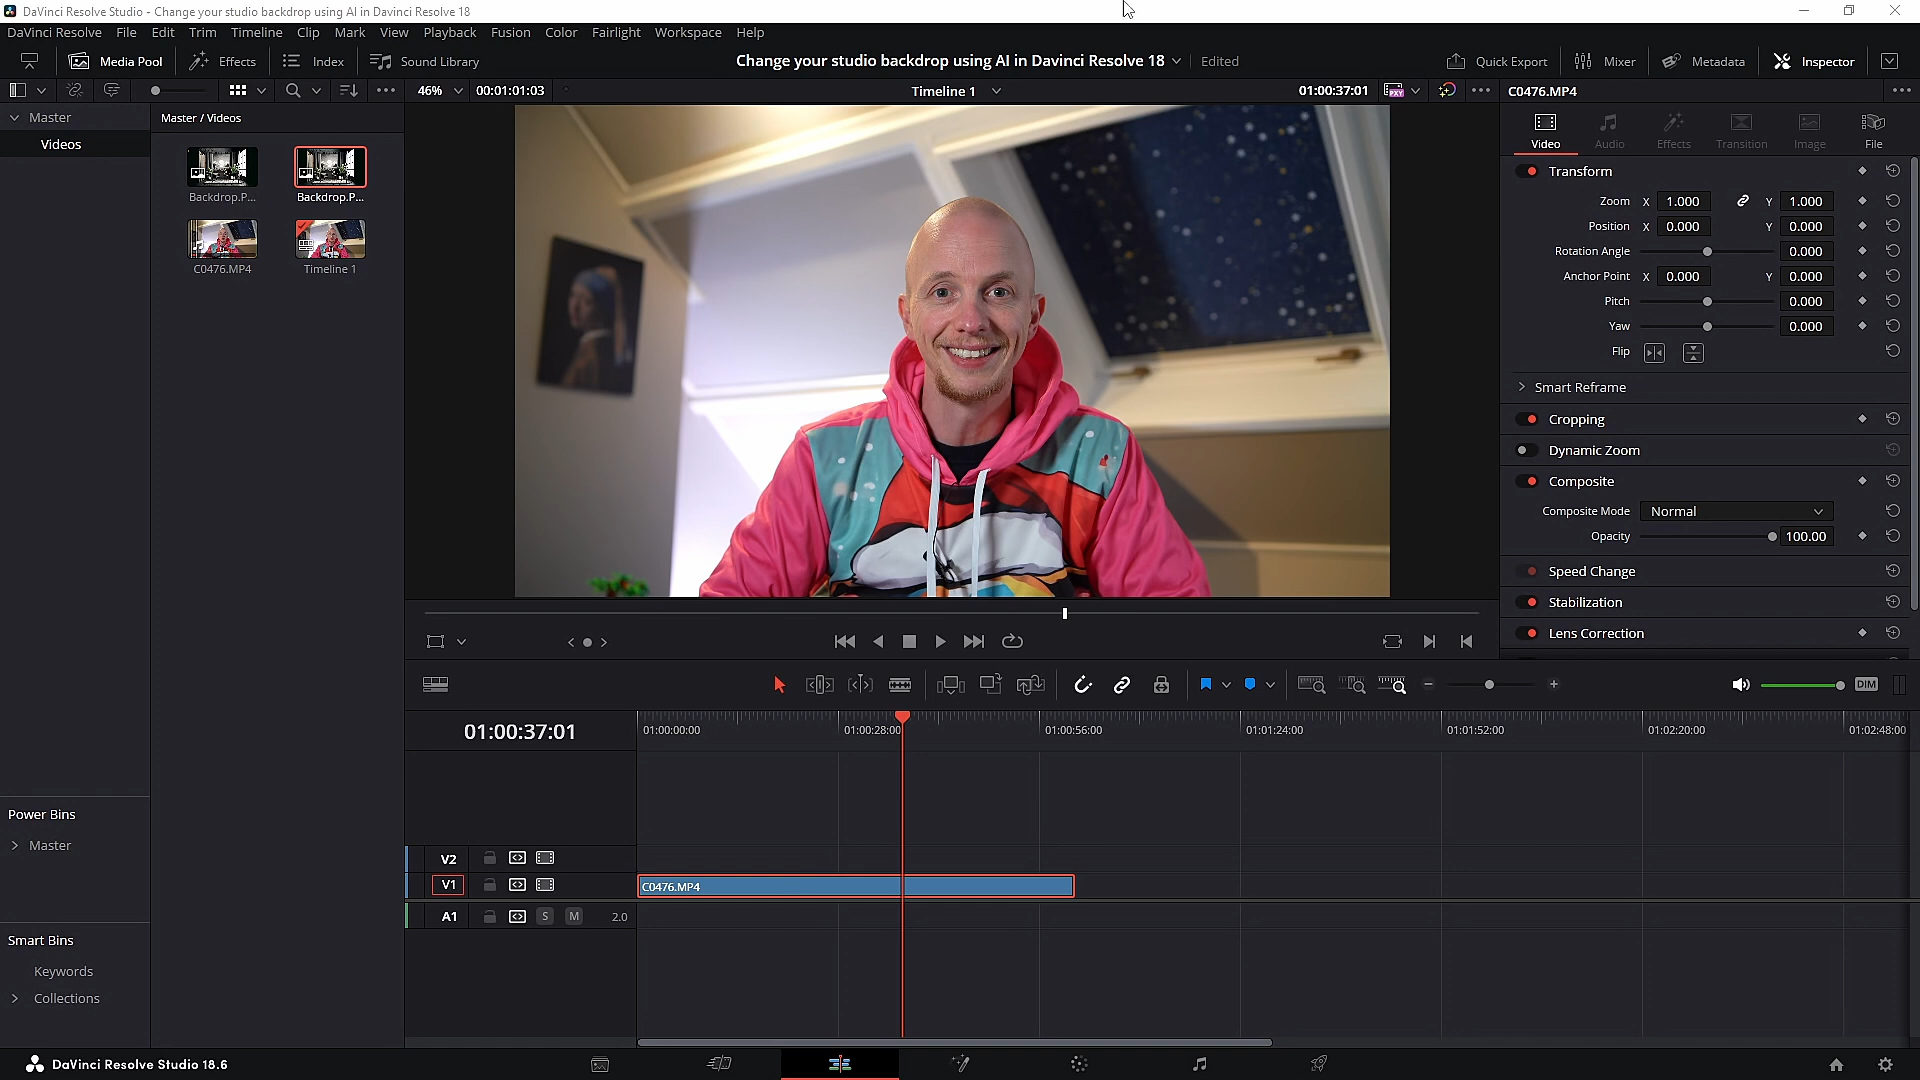 DaVinci Resolve Studio - Change your studio backdrop using AI in Davinci Resolve 18
DaVinci Resolve File Edit Trim Timeline Clip Mark View Playback Fusion Color Fairlight Workspace Help
Media Pool Effects Index Sound Library Change your studio backdrop using AI in Davinci Resolve 18 Edited Quick Export Mixer Metadata Inspector
46% 00:01:01:03 Timeline 1 01:00:37:01 PXY C0476.MP4
Master
Master / Videos
Videos
Video Audio Effects Transition Image File
Backdrop.P... Backdrop.P...
C0476.MP4 Timeline 1
Transform
Zoom X 1.000 Y 1.000
Position X 0.000 Y 0.000
Rotation Angle 0.000
Anchor Point X 0.000 Y 0.000
Pitch 0.000
Yaw 0.000
Flip
Smart Reframe
Cropping
Dynamic Zoom
Composite
Composite Mode Normal
Opacity 100.00
Speed Change
Stabilization
Lens Correction
DIM
01:00:37:01
01:00:00:00 01:00:28:00 01:00:56:00 01:01:24:00 01:01:52:00 01:02:20:00 01:02:48:00
Power Bins
Master
V2
V1
C0476.MP4
A1 S M 2.0
Smart Bins
Keywords
Collections
DaVinci Resolve Studio 18.6